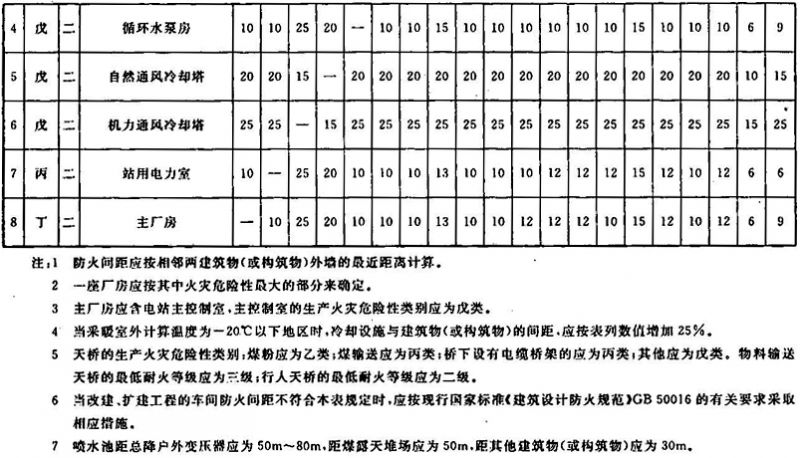 4 戊 二 循环水泵房 10 10 25 20 — 10 10 15 10 10 10 10 10 10 15 10 10 10 6 9
5 戊 二 自然通风冷却塔 20 20 15 — 20 20 20 20 20 20 20 20 20 20 20 20 20 20 10 15
6 戊 二 机力通风冷却塔 25 25 — 15 25 25 25 25 25 25 25 25 25 25 25 25 25 25 15 25
7 丙 二 站用电力室 10 — 25 20 10 10 10 13 10 10 10 12 12 12 15 12 10 12 6 6
8 丁 二 主厂房 — 10 25 20 10 10 10 13 10 10 12 12 12 10 15 12 10 12 6 9
注:1 防火间距应按相邻两建筑物(或构筑物)外墙的最近距离计算。
2 一座厂房应按其中火灾危险性最大的部分来确定。
3 主厂房应含电站主控制室,主控制室的生产火灾危险性类别应为戊类。
4 当采暖室外计算温度为-20℃以下地区时,冷却设施与建筑物(或构筑物)的间距,应按表列数值增加25%。
5 天桥的生产火灾危险性类别:煤粉应为乙类;煤输送应为丙类;桥下设有电缆桥架的应为丙类;其他应为戊类。物料输送
天桥的最低耐火等级应为三级;行人天桥的最低耐火等级应为二级。
6 当改建、扩建工程的车间防火间距不符合本表规定时,应按现行国家标准《建筑设计防火规范》GB 50016 的有关要求采取
相应措施。
7 喷水池距总降户外变压器应为50m~80m,距煤露天堆场应为50m,距其他建筑物(或构筑物)应为30m。